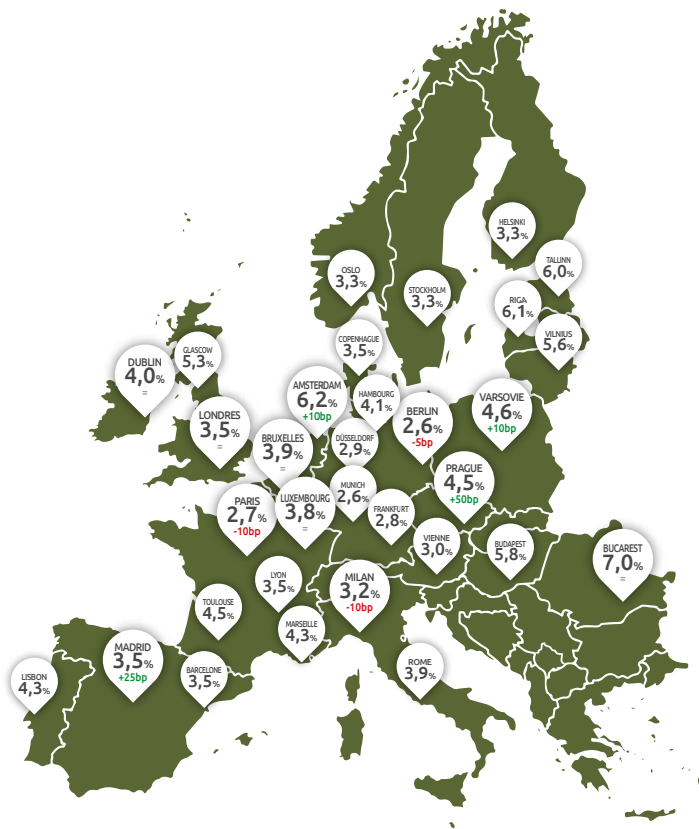 HELSINKI
3,3%
TALLINN
6,0%
OSLO
3,3%
STOCKHOLM
3,3%
RIGA
6,1%
VILNIUS
5,6%
COPENHAGUE
3,5%
GLASCOW
5,3%
DUBLIN
4,0%
=
AMSTERDAM
6,2%
+10bp
HAMBOURG
4,1%
BERLIN
2,6%
-5bp
VARSOVIE
4,6%
+10bp
LONDRES
3,5%
=
BRUXELLES
3,9%
=
DÜSSELDORF
2,9%
PRAGUE
4,5%
+50bp
PARIS
2,7%
-10bp
LUXEMBOURG
3,8%
=
MUNICH
2,6%
FRANKFURT
2,8%
VIENNE
3,0%
BUDAPEST
5,8%
BUCAREST
7,0%
=
LYON
3,5%
MILAN
3,2%
-10bp
TOULOUSE
4,5%
MARSEILLE
4,3%
MADRID
3,5%
+25bp
BARCELONE
3,5%
LISBON
4,3%
ROME
3,9%